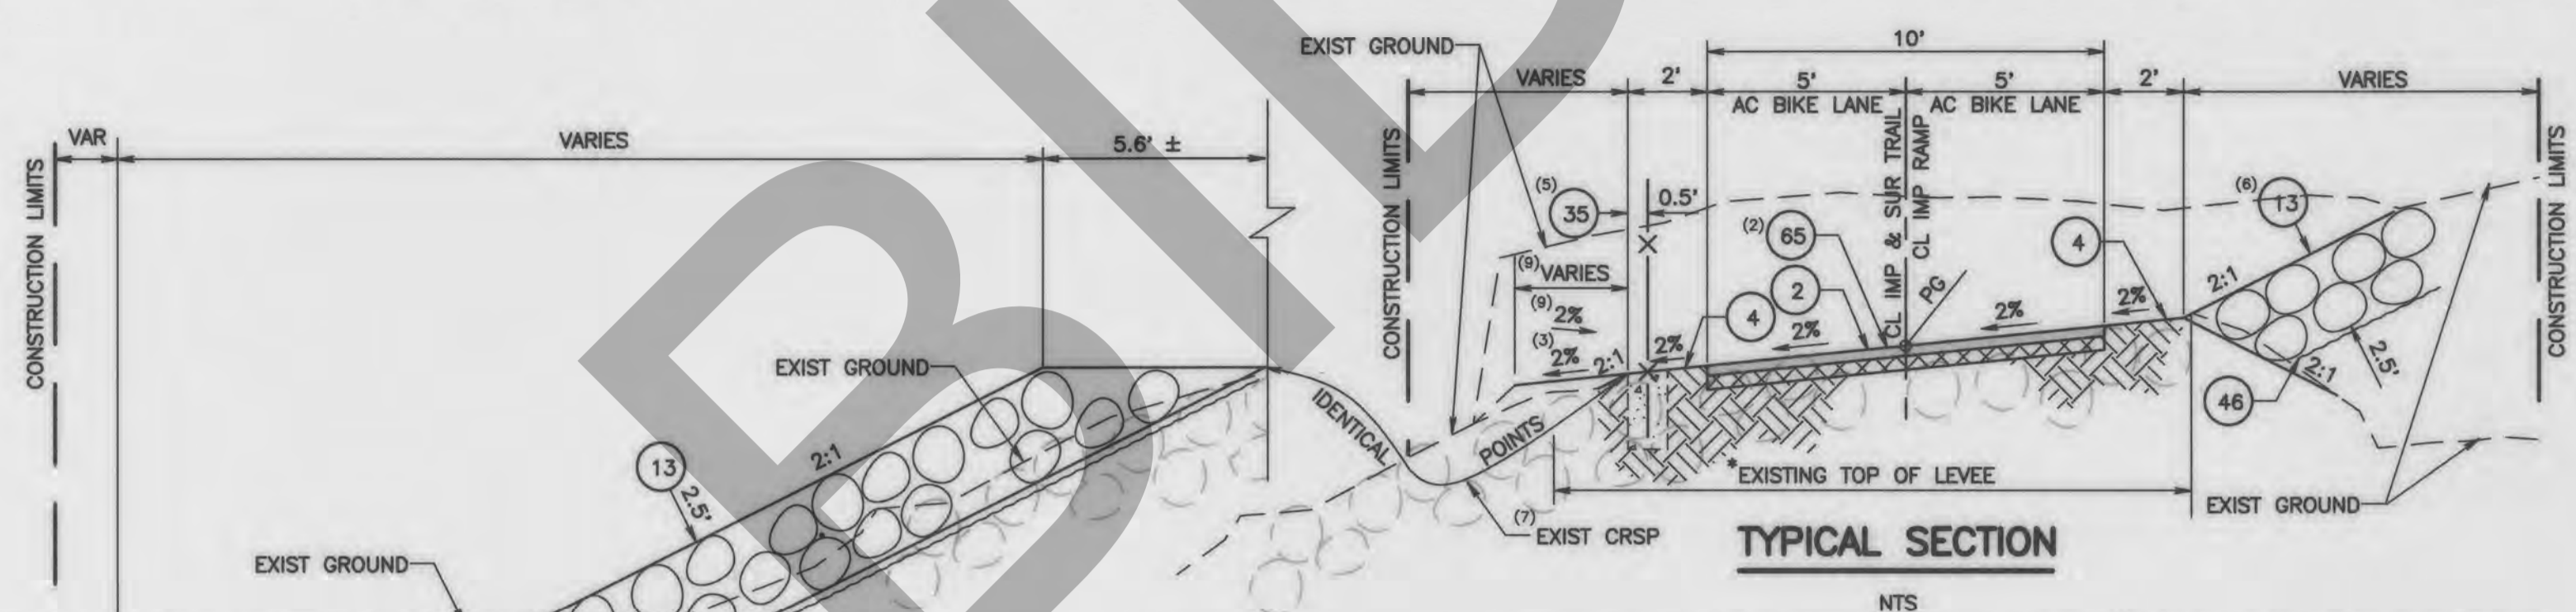 EXIST GROUND
10'
VARIES
2'
5'
5'
2'
VARIES
AC BIKE LANE
AC BIKE LANE
VAR
VARIES
5.6' ±
CONSTRUCTION LIMITS
CONSTRUCTION LIMITS
CONSTRUCTION LIMITS
CL IMP & SUR TRAIL
CL IMP RAMP
(5)
35
0.5'
(6)
13
(2)
65
4
(9)
VARIES
2
PG
2:1
(9)
2%
4
2%
2%
2%
(3)
2%
2:1
2%
2.5'
2:1
46
EXIST GROUND
IDENTICAL
POINTS
13
2.5'
2:1
*EXISTING TOP OF LEVEE
EXIST GROUND
(7)
EXIST CRSP
TYPICAL SECTION
EXIST GROUND
NTS
BID